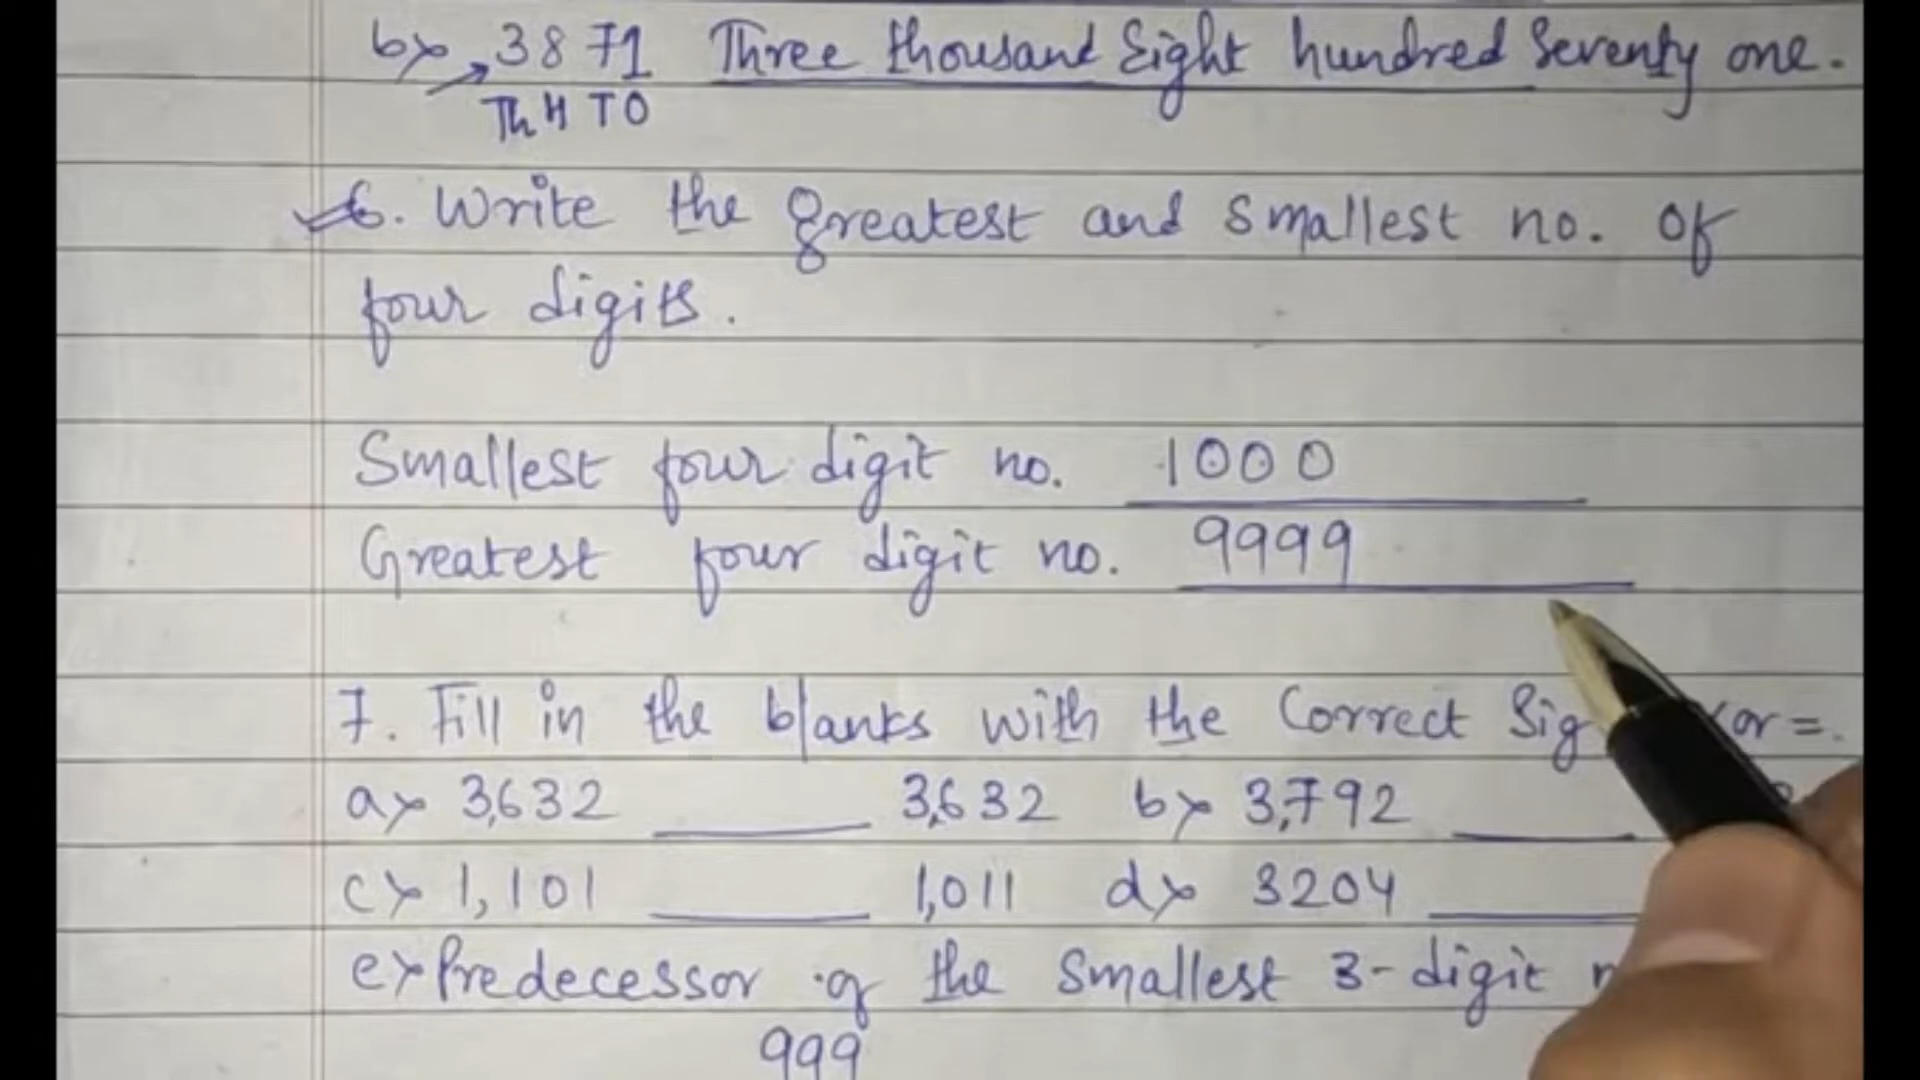 b> 3871 Three thousand Eight hundred Seventy one.
Th H T O
6. Write the greatest and smallest no. of
four digits.
Smallest four digit no. 1000
Greatest four digit no. 9999
7. Fill in the blanks with the Correct Sig or =.
a> 3,632 ______ 3,632 b> 3,792 ______
c> 1,101 ______ 1,011 d> 3204 ______
e> Predecessor of the smallest 3-digit
999